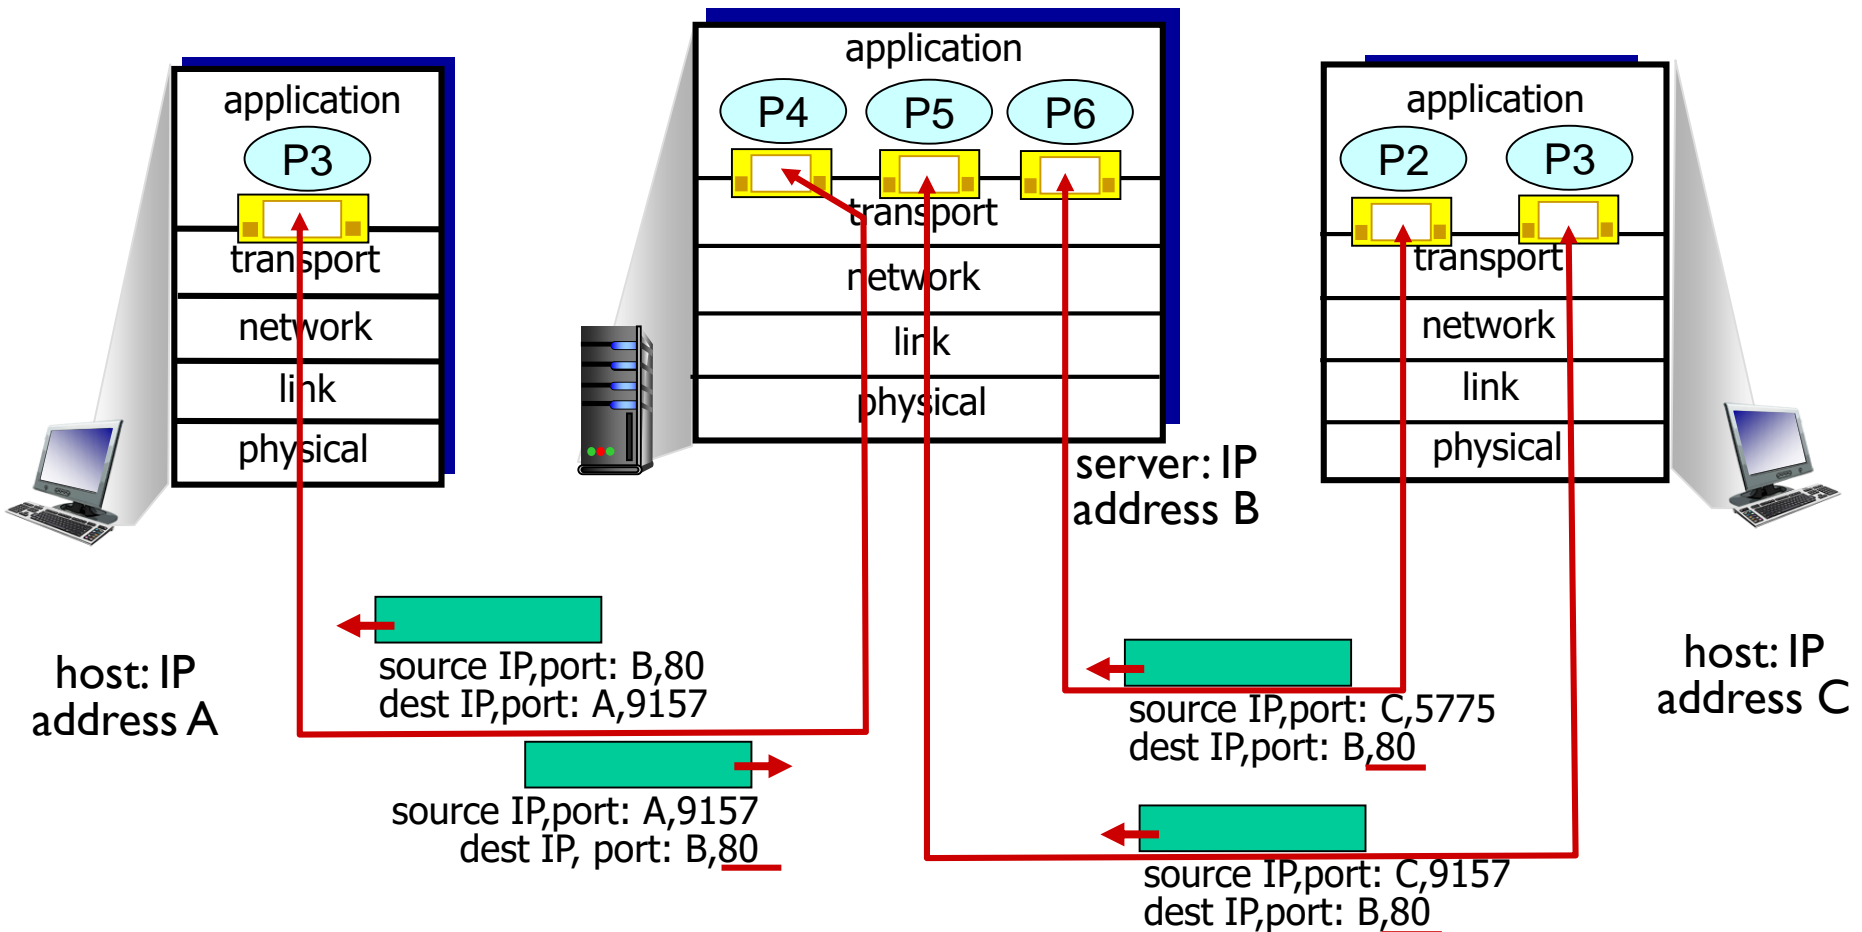 application
P3
transport
network
link
physical
application
P4 P5 P6
transport
network
link
physical
server: IP
address B
application
P2 P3
transport
network
link
physical
host: IP
address A
source IP,port: B,80
dest IP,port: A,9157
source IP,port: A,9157
dest IP, port: B,80
source IP,port: C,5775
dest IP,port: B,80
source IP,port: C,9157
dest IP,port: B,80
host: IP
address C